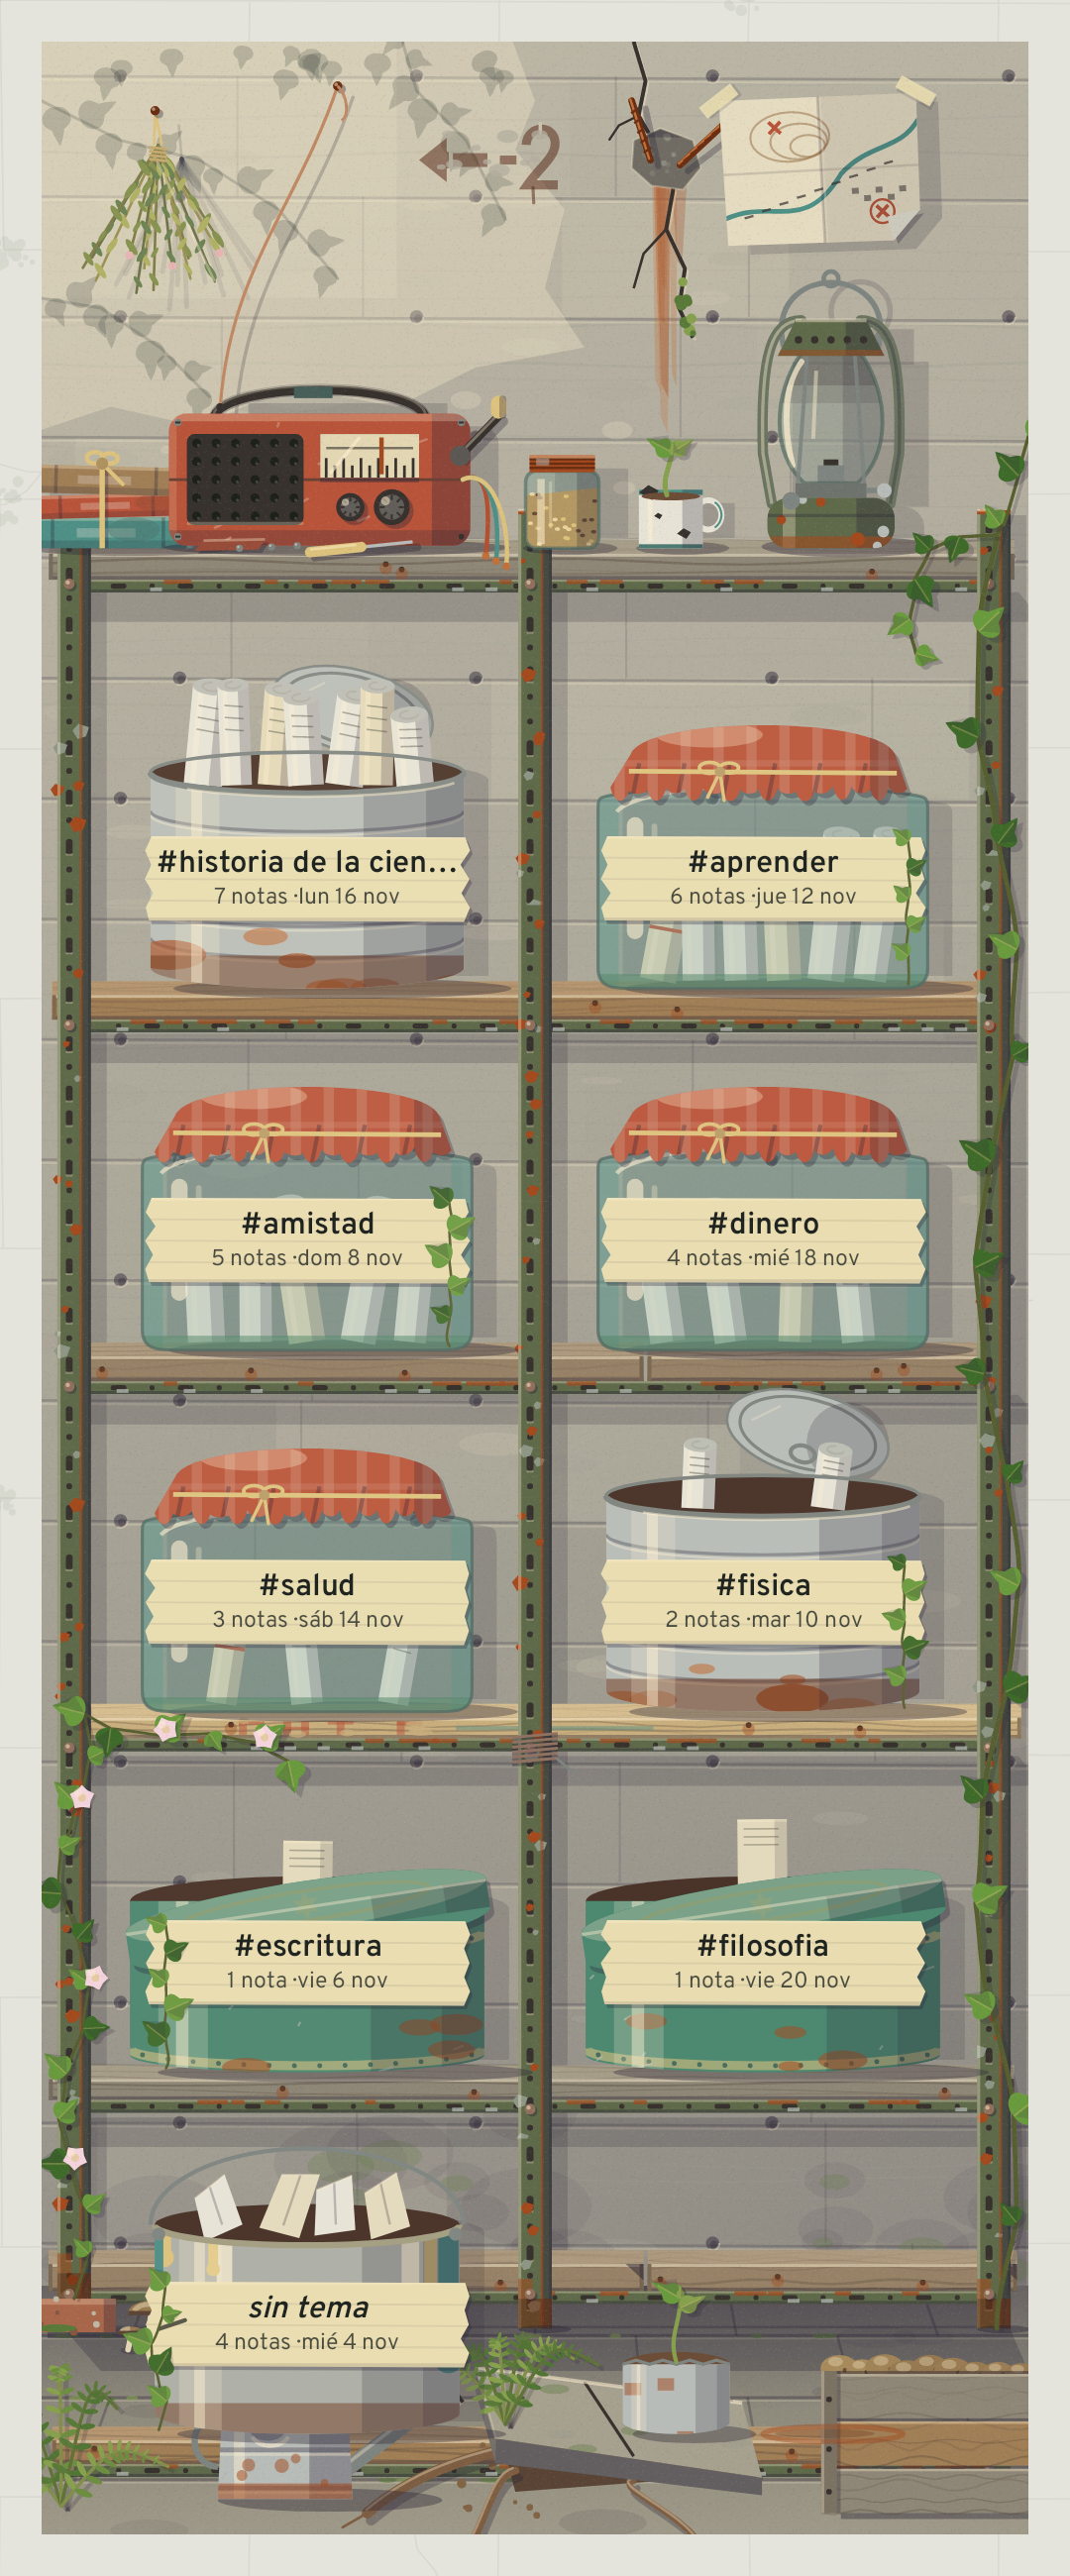 -2
#historia de la cien...
7 notas ·lun 16 nov
#aprender
6 notas ·jue 12 nov
#amistad
5 notas ·dom 8 nov
#dinero
4 notas ·mié 18 nov
#salud
3 notas ·sáb 14 nov
#fisica
2 notas ·mar 10 nov
#escritura
1 nota ·vie 6 nov
#filosofia
1 nota ·vie 20 nov
sin tema
4 notas ·mié 4 nov